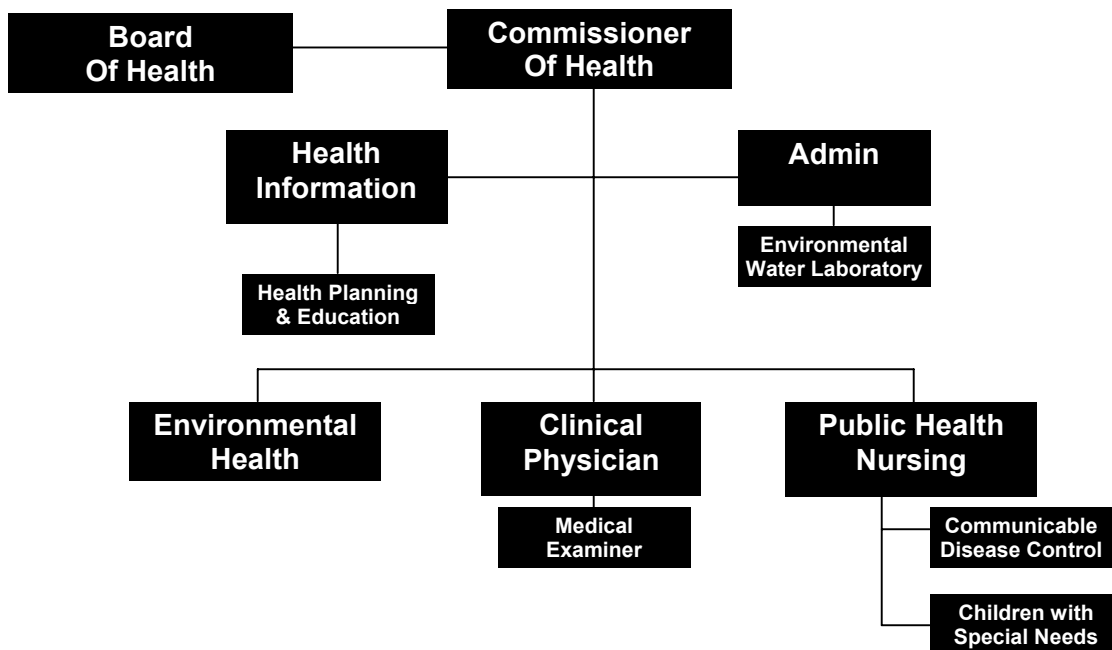 Board
Of Health
Commissioner
Of Health
Health
Information
Admin
Environmental
Water Laboratory
Health Planning
& Education
Environmental
Health
Clinical
Physician
Public Health
Nursing
Medical
Examiner
Communicable
Disease Control
Children with
Special Needs